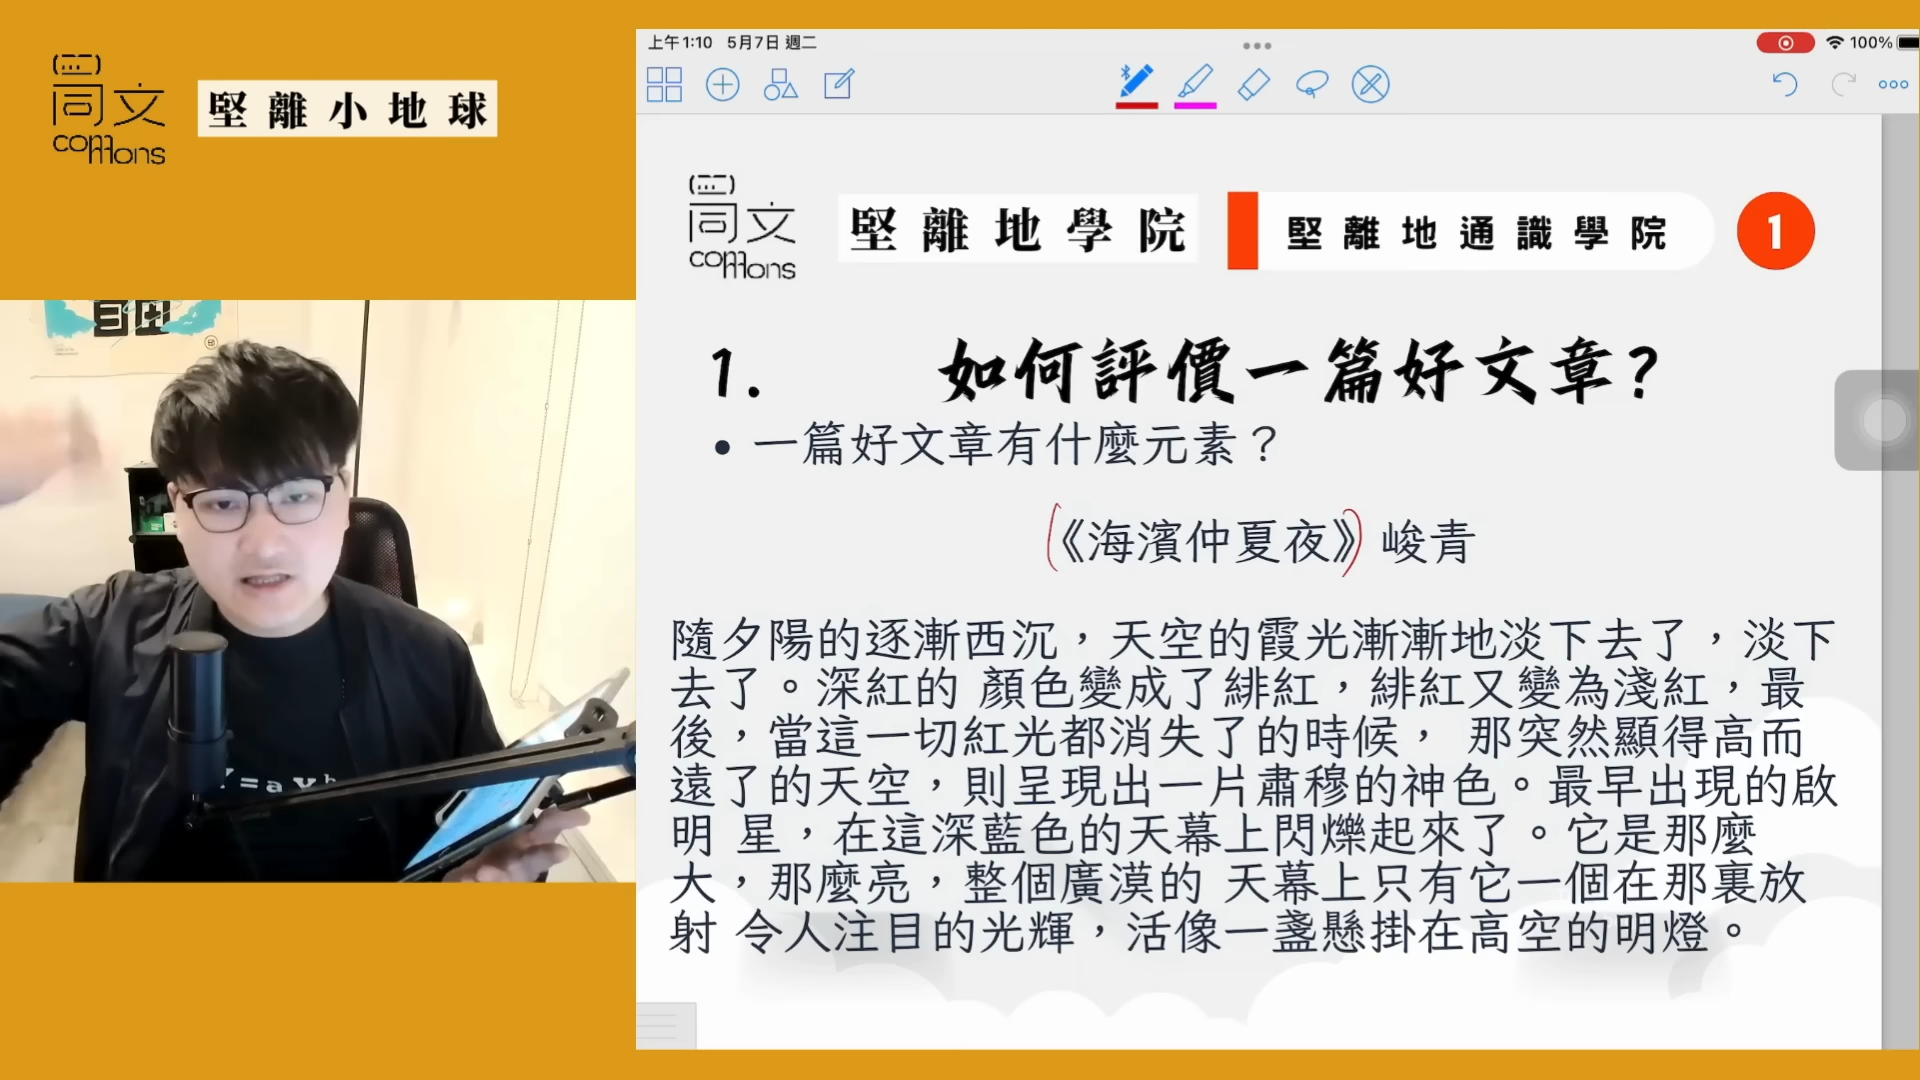 同文
commons
堅離小地球
自由
Y=aXb
上午1:10 5月7日 週二
100%
同文
commons
堅離地學院
堅離地通識學院
1
1. 如何評價一篇好文章?
• 一篇好文章有什麼元素?
《海濱仲夏夜》峻青
隨夕陽的逐漸西沉,天空的霞光漸漸地淡下去了,淡下
去了。深紅的 顏色變成了緋紅,緋紅又變為淺紅,最
後,當這一切紅光都消失了的時候, 那突然顯得高而
遠了的天空,則呈現出一片肅穆的神色。最早出現的啟
明 星,在這深藍色的天幕上閃爍起來了。它是那麼
大,那麼亮,整個廣漠的 天幕上只有它一個在那裏放
射 令人注目的光輝,活像一盞懸掛在高空的明燈。